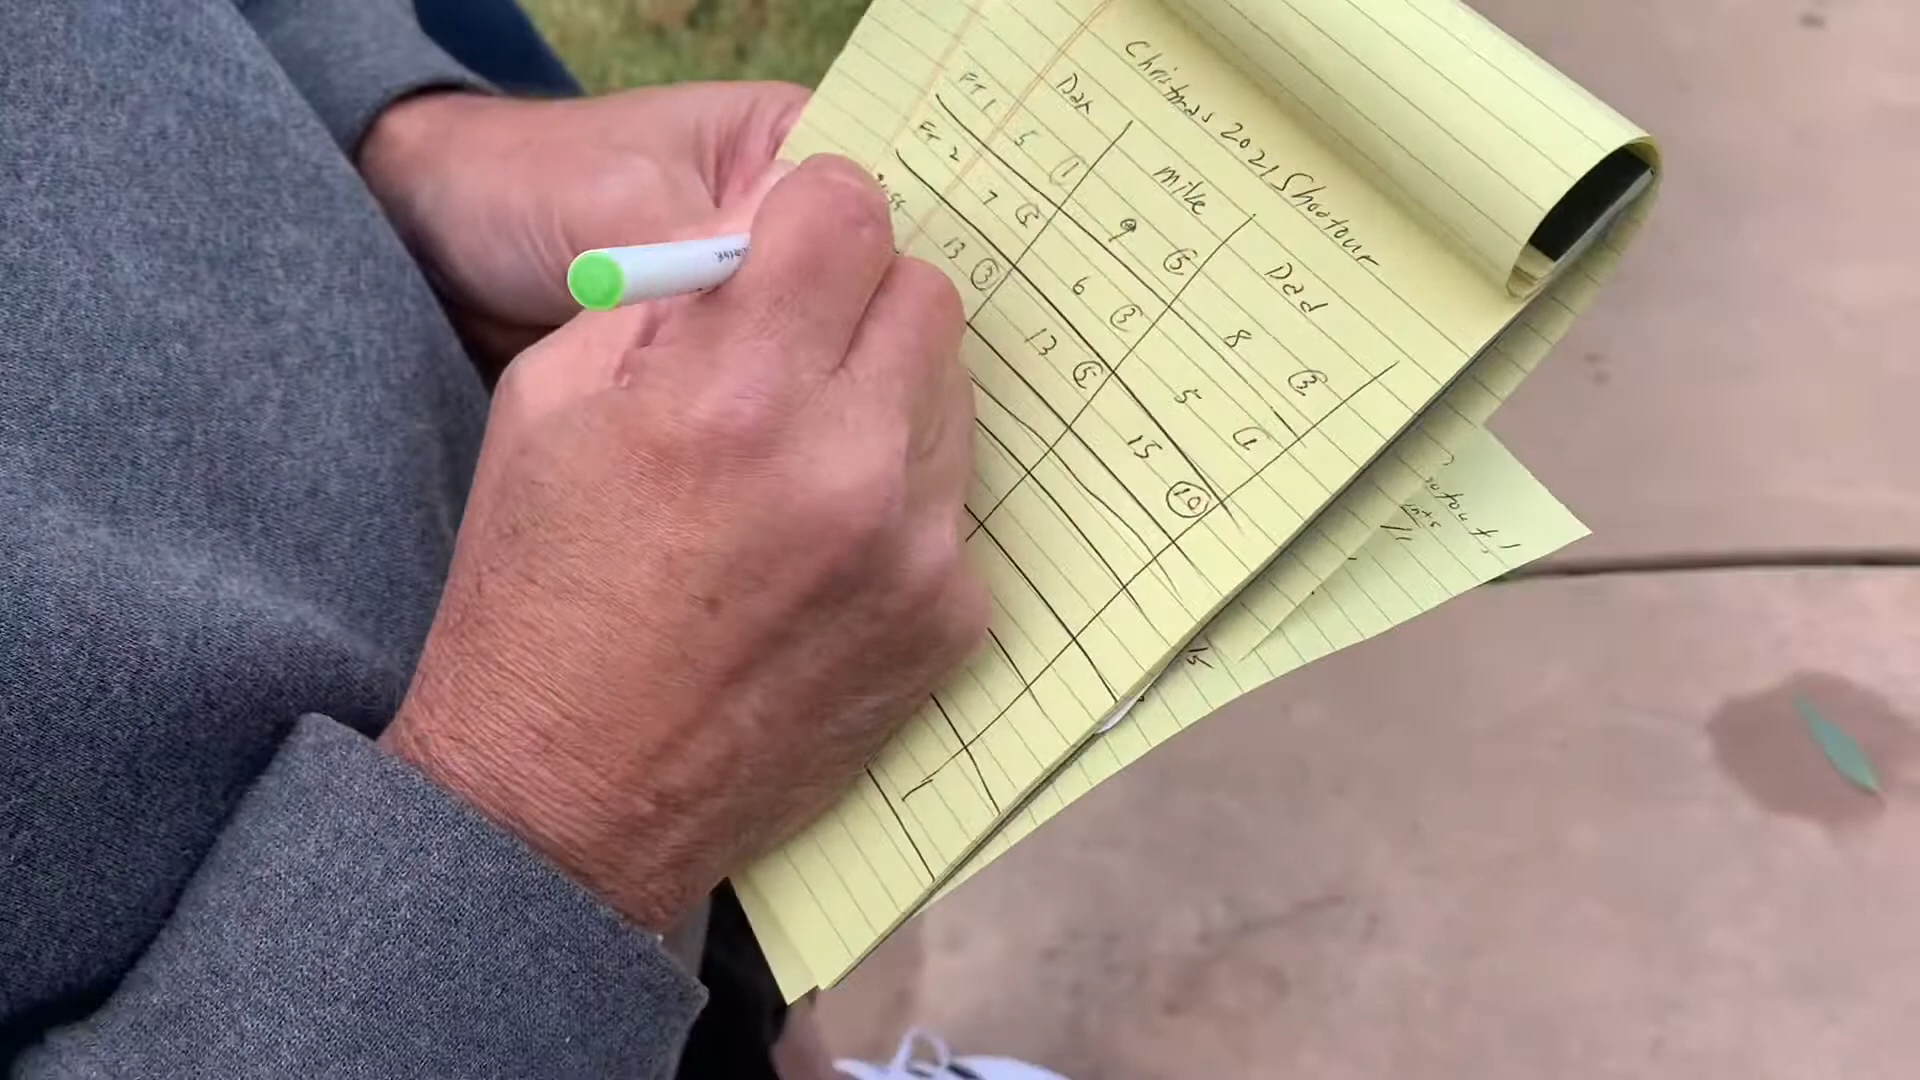 Christmas 2021 Shootout
Dan Mike Dad
FT 1 5 1 9 5 8 3
FT 2 7 5 6 3 5 1
13 3 13 5 15 10